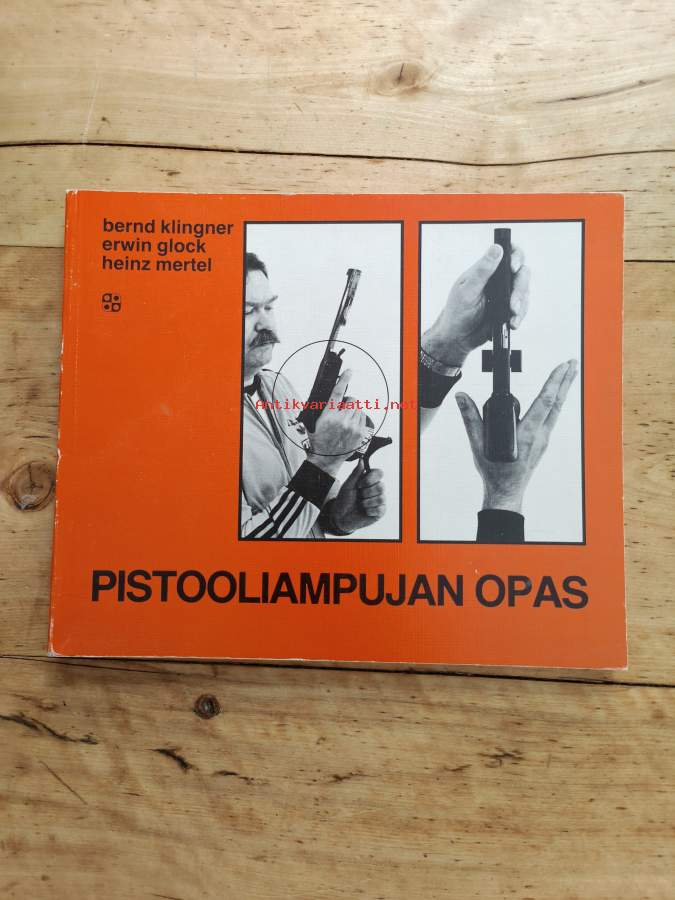 bernd klingner
erwin glock
heinz mertel
Antikvariaatti.net
PISTOOLIAMPUJAN OPAS